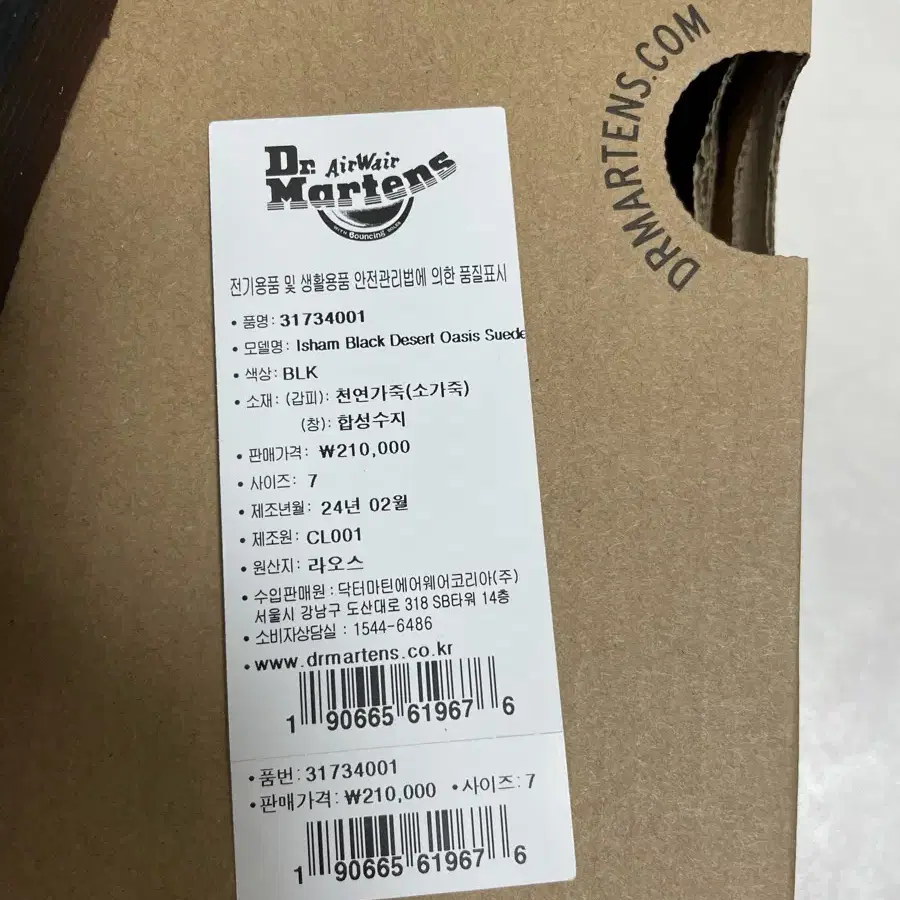 DRMARTENS.COM
Dr. AirWair
Martens
WITH Bouncing SOLES
전기용품 및 생활용품 안전관리법에 의한 품질표시
• 품명: 31734001
• 모델명: Isham Black Desert Oasis Suede
• 색상: BLK
• 소재: (갑피): 천연가죽(소가죽)
(창): 합성수지
• 판매가격: ₩210,000
• 사이즈: 7
• 제조년월: 24년 02월
• 제조원: CL001
• 원산지: 라오스
• 수입판매원 : 닥터마틴에어웨어코리아(주)
서울시 강남구 도산대로 318 SB타워 14층
• 소비자상담실 : 1544-6486
• www.drmartens.co.kr
1 90665 61967 6
• 품번: 31734001
• 판매가격: ₩210,000 • 사이즈: 7
1 90665 61967 6